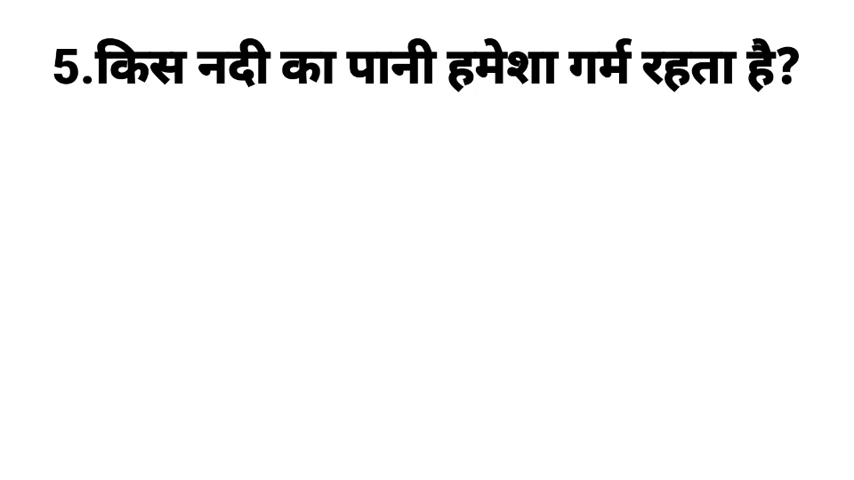 5.किस नदी का पानी हमेशा गर्म रहता है?